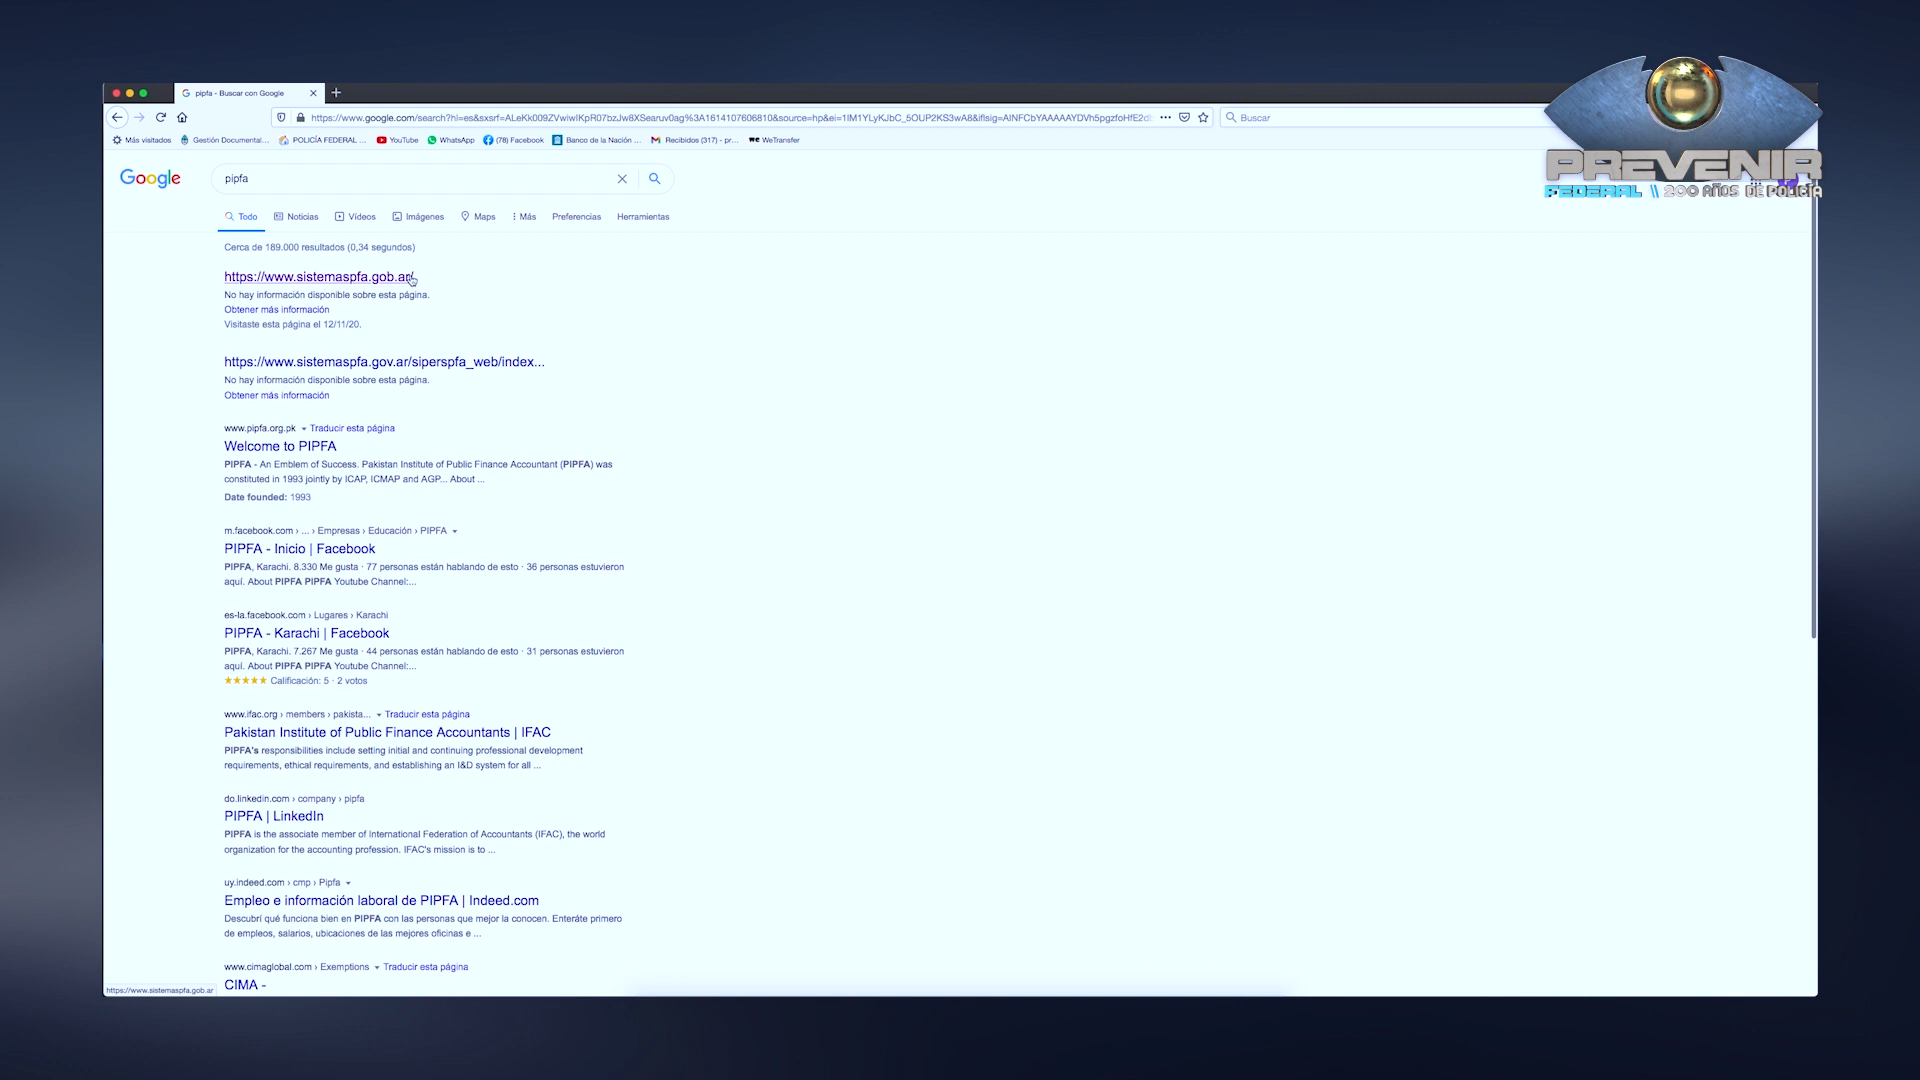 pipfa - Buscar con Google
https://www.google.com/search?hl=es&sxsrf=
Buscar
Más visitados
Gestión Documental...
POLICÍA FEDERAL ...
YouTube
WhatsApp
(78) Facebook
Banco de la Nación ...
Recibidos (317) - pr...
WeTransfer
PREVENIR
FEDERAL \\ 200 AÑOS DE POLICÍA
Google
pipfa
Todo
Noticias
Vídeos
Imágenes
Maps
Más
Preferencias
Herramientas
Cerca de 189.000 resultados (0,34 segundos)
https://www.sistemaspfa.gob.ar/
No hay información disponible sobre esta página.
Obtener más información
Visitaste esta página el 12/11/20.
https://www.sistemaspfa.gov.ar/siperspfa_web/index...
No hay información disponible sobre esta página.
Obtener más información
www.pipfa.org.pk Traducir esta página
Welcome to PIPFA
PIPFA - An Emblem of Success. Pakistan Institute of Public Finance Accountant (PIPFA) was
constituted in 1993 jointly by ICAP, ICMAP and AGP... About ...
Date founded: 1993
m.facebook.com › ... › Empresas › Educación › PIPFA
PIPFA - Inicio | Facebook
PIPFA, Karachi. 8.330 Me gusta · 77 personas están hablando de esto · 36 personas estuvieron
aquí. About PIPFA PIPFA Youtube Channel:...
es-la.facebook.com › Lugares › Karachi
PIPFA - Karachi | Facebook
PIPFA, Karachi. 7.267 Me gusta · 44 personas están hablando de esto · 31 personas estuvieron
aquí. About PIPFA PIPFA Youtube Channel:...
★★★★★ Calificación: 5 · 2 votos
www.ifac.org › members › pakista... Traducir esta página
Pakistan Institute of Public Finance Accountants | IFAC
PIPFA's responsibilities include setting initial and continuing professional development
requirements, ethical requirements, and establishing an I&D system for all ...
do.linkedin.com › company › pipfa
PIPFA | LinkedIn
PIPFA is the associate member of International Federation of Accountants (IFAC), the world
organization for the accounting profession. IFAC's mission is to ...
uy.indeed.com › cmp › Pipfa
Empleo e información laboral de PIPFA | Indeed.com
Descubrí qué funciona bien en PIPFA con las personas que mejor la conocen. Enteráte primero
de empleos, salarios, ubicaciones de las mejores oficinas e ...
www.cimaglobal.com › Exemptions Traducir esta página
CIMA -
https://www.sistemaspfa.gob.ar